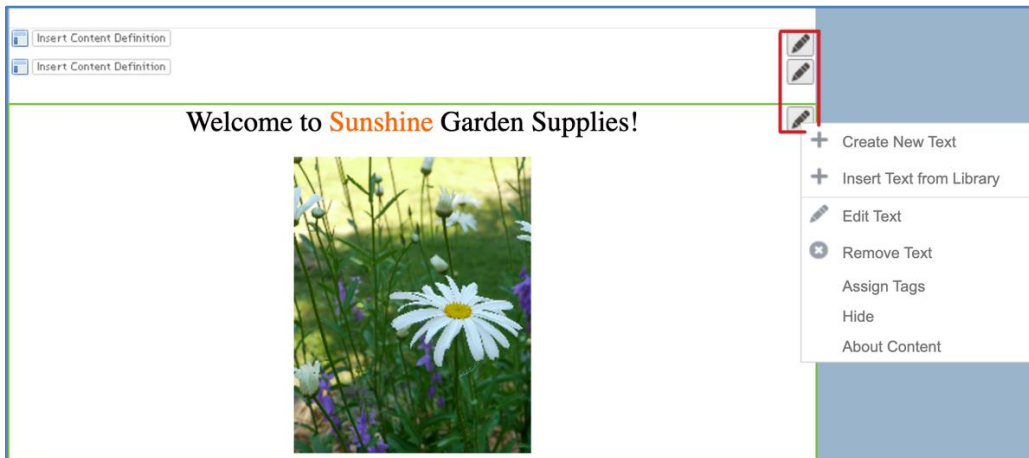 Insert Content Definition
Insert Content Definition
Welcome to Sunshine Garden Supplies!
Create New Text
Insert Text from Library
Edit Text
Remove Text
Assign Tags
Hide
About Content